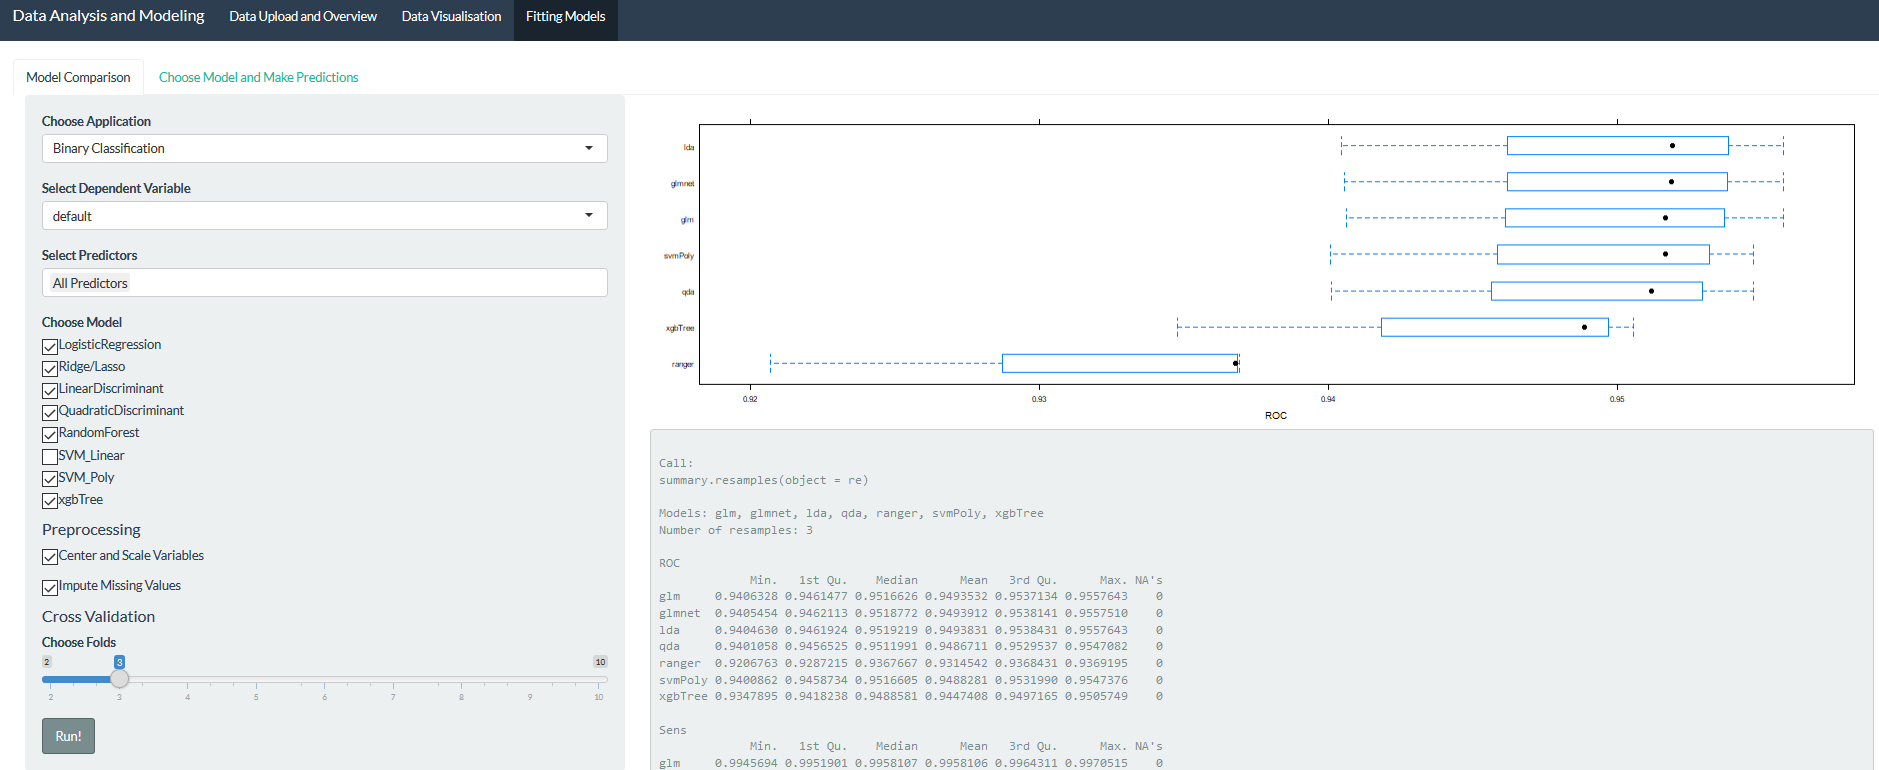 Data Analysis and Modeling Data Upload and Overview Data Visualisation Fitting Models
Model Comparison Choose Model and Make Predictions
Choose Application
Binary Classification
Select Dependent Variable
default
Select Predictors
All Predictors
Choose Model
LogisticRegression
Ridge/Lasso
LinearDiscriminant
QuadraticDiscriminant
RandomForest
SVM_Linear
SVM_Poly
xgbTree
Preprocessing
Center and Scale Variables
Impute Missing Values
Cross Validation
Choose Folds
2 3 10
2 3 4 5 6 7 8 9 10
Run!
lda
glmnet
glm
svmPoly
qda
xgbTree
ranger
0.92 0.93 0.94 0.95
ROC
Call:
summary.resamples(object = re)
Models: glm, glmnet, lda, qda, ranger, svmPoly, xgbTree
Number of resamples: 3
ROC
Min. 1st Qu. Median Mean 3rd Qu. Max. NA's
glm 0.9406328 0.9461477 0.9516626 0.9493532 0.9537134 0.9557643 0
glmnet 0.9405454 0.9462113 0.9518772 0.9493912 0.9538141 0.9557510 0
lda 0.9404630 0.9461924 0.9519219 0.9493831 0.9538431 0.9557643 0
qda 0.9401058 0.9456525 0.9511991 0.9486711 0.9529537 0.9547082 0
ranger 0.9206763 0.9287215 0.9367667 0.9314542 0.9368431 0.9369195 0
svmPoly 0.9400862 0.9458734 0.9516605 0.9488281 0.9531990 0.9547376 0
xgbTree 0.9347895 0.9418238 0.9488581 0.9447408 0.9497165 0.9505749 0
Sens
Min. 1st Qu. Median Mean 3rd Qu. Max. NA's
glm 0.9945694 0.9951901 0.9958107 0.9958106 0.9964311 0.9970515 0